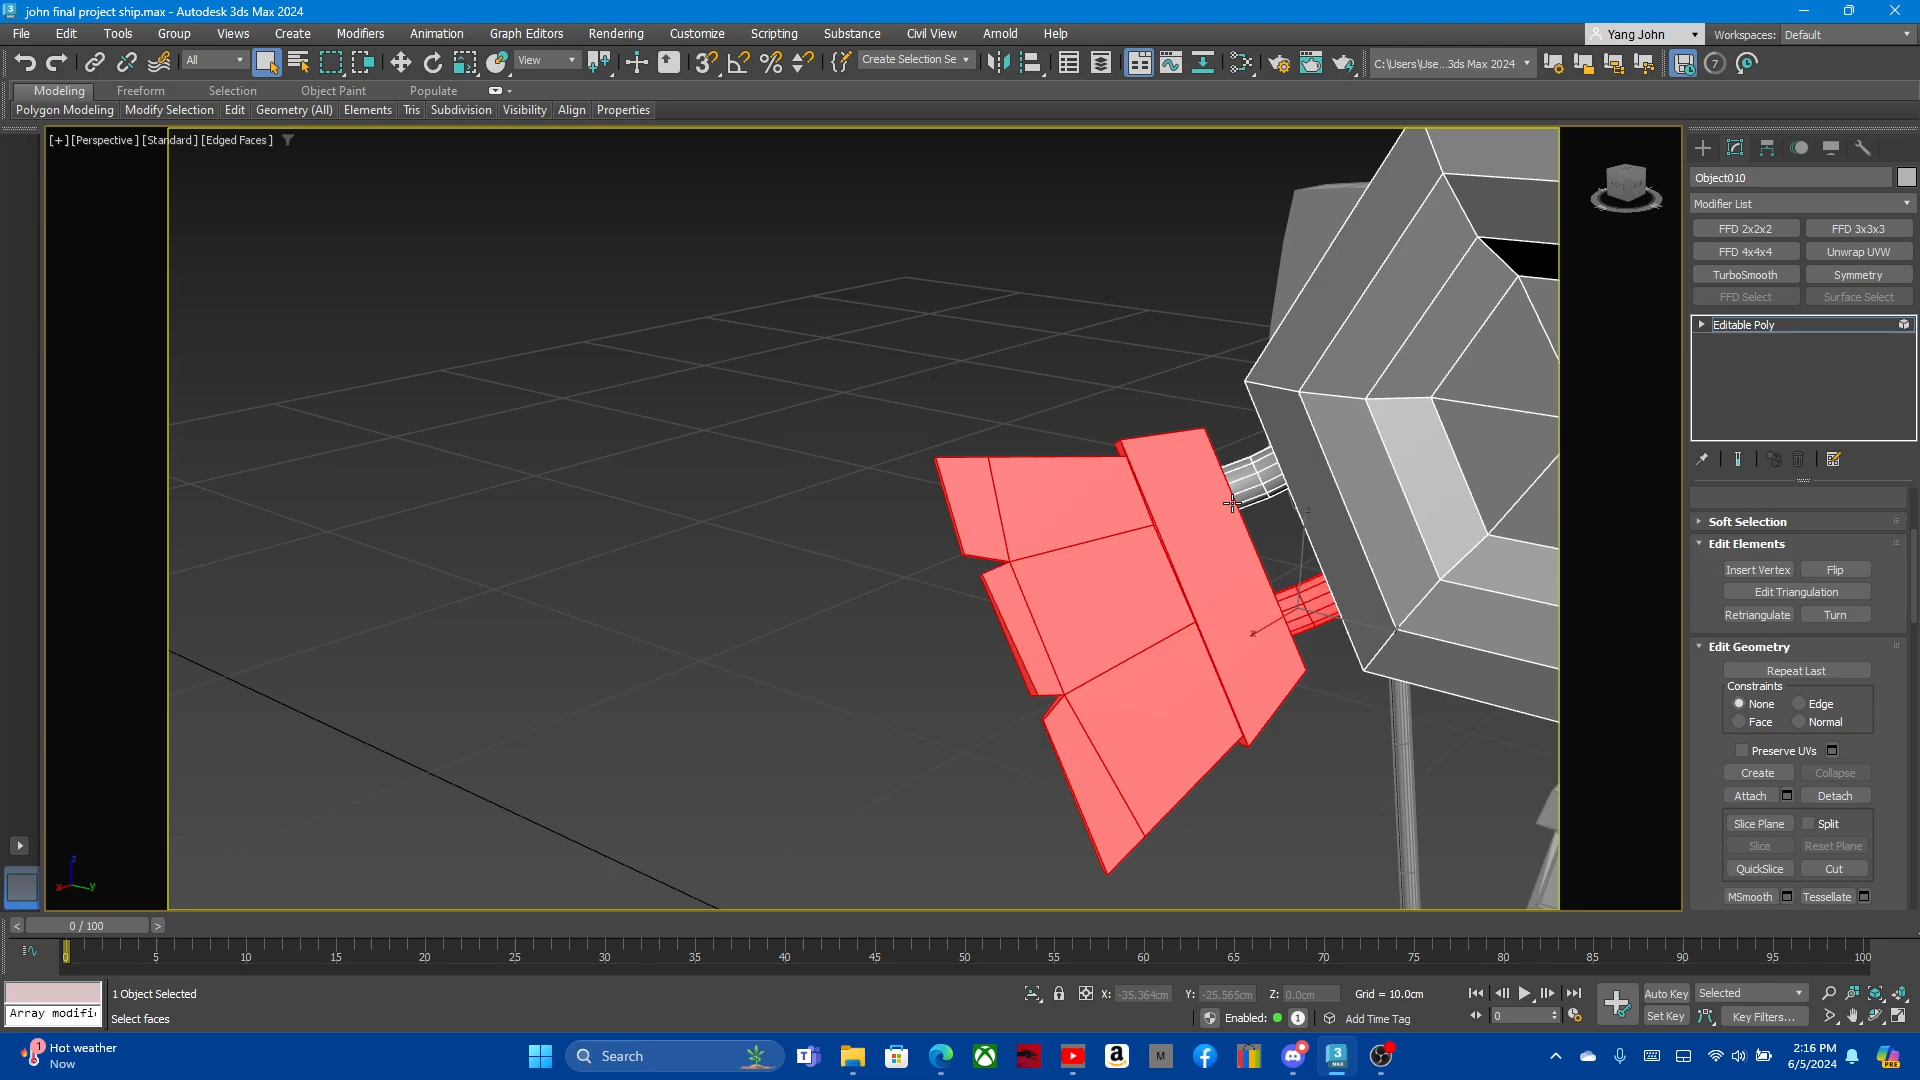 john final project ship.max - Autodesk 3ds Max 2024
File Edit Tools Group Views Create Modifiers Animation Graph Editors Rendering Customize Scripting Substance Civil View Arnold Help
Yang John Workspaces: Default
All View Create Selection Se C:\Users\Use...3ds Max 2024
Modeling Freeform Selection Object Paint Populate
Polygon Modeling Modify Selection Edit Geometry (All) Elements Tris Subdivision Visibility Align Properties
[+] [Perspective] [Standard] [Edged Faces]
Object010
Modifier List
FFD 2x2x2 FFD 3x3x3
FFD 4x4x4 Unwrap UVW
TurboSmooth Symmetry
FFD Select Surface Select
Editable Poly
Soft Selection
Edit Elements
Insert Vertex Flip
Edit Triangulation
Retriangulate Turn
Edit Geometry
Repeat Last
Constraints
None Edge
Face Normal
Preserve UVs
Create Collapse
Attach Detach
Slice Plane Split
Slice Reset Plane
QuickSlice Cut
MSmooth Tessellate
z
x y
< 0 / 100 >
0 5 10 15 20 25 30 35 40 45 50 55 60 65 70 75 80 85 90 95 100
1 Object Selected
Array modifi
Select faces
X: -35.364cm Y: -25.565cm Z: 0.0cm Grid = 10.0cm
Enabled: 1 Add Time Tag
0
Auto Key Selected
Set Key Key Filters...
Hot weather
Now
1
Search
2:16 PM
6/5/2024